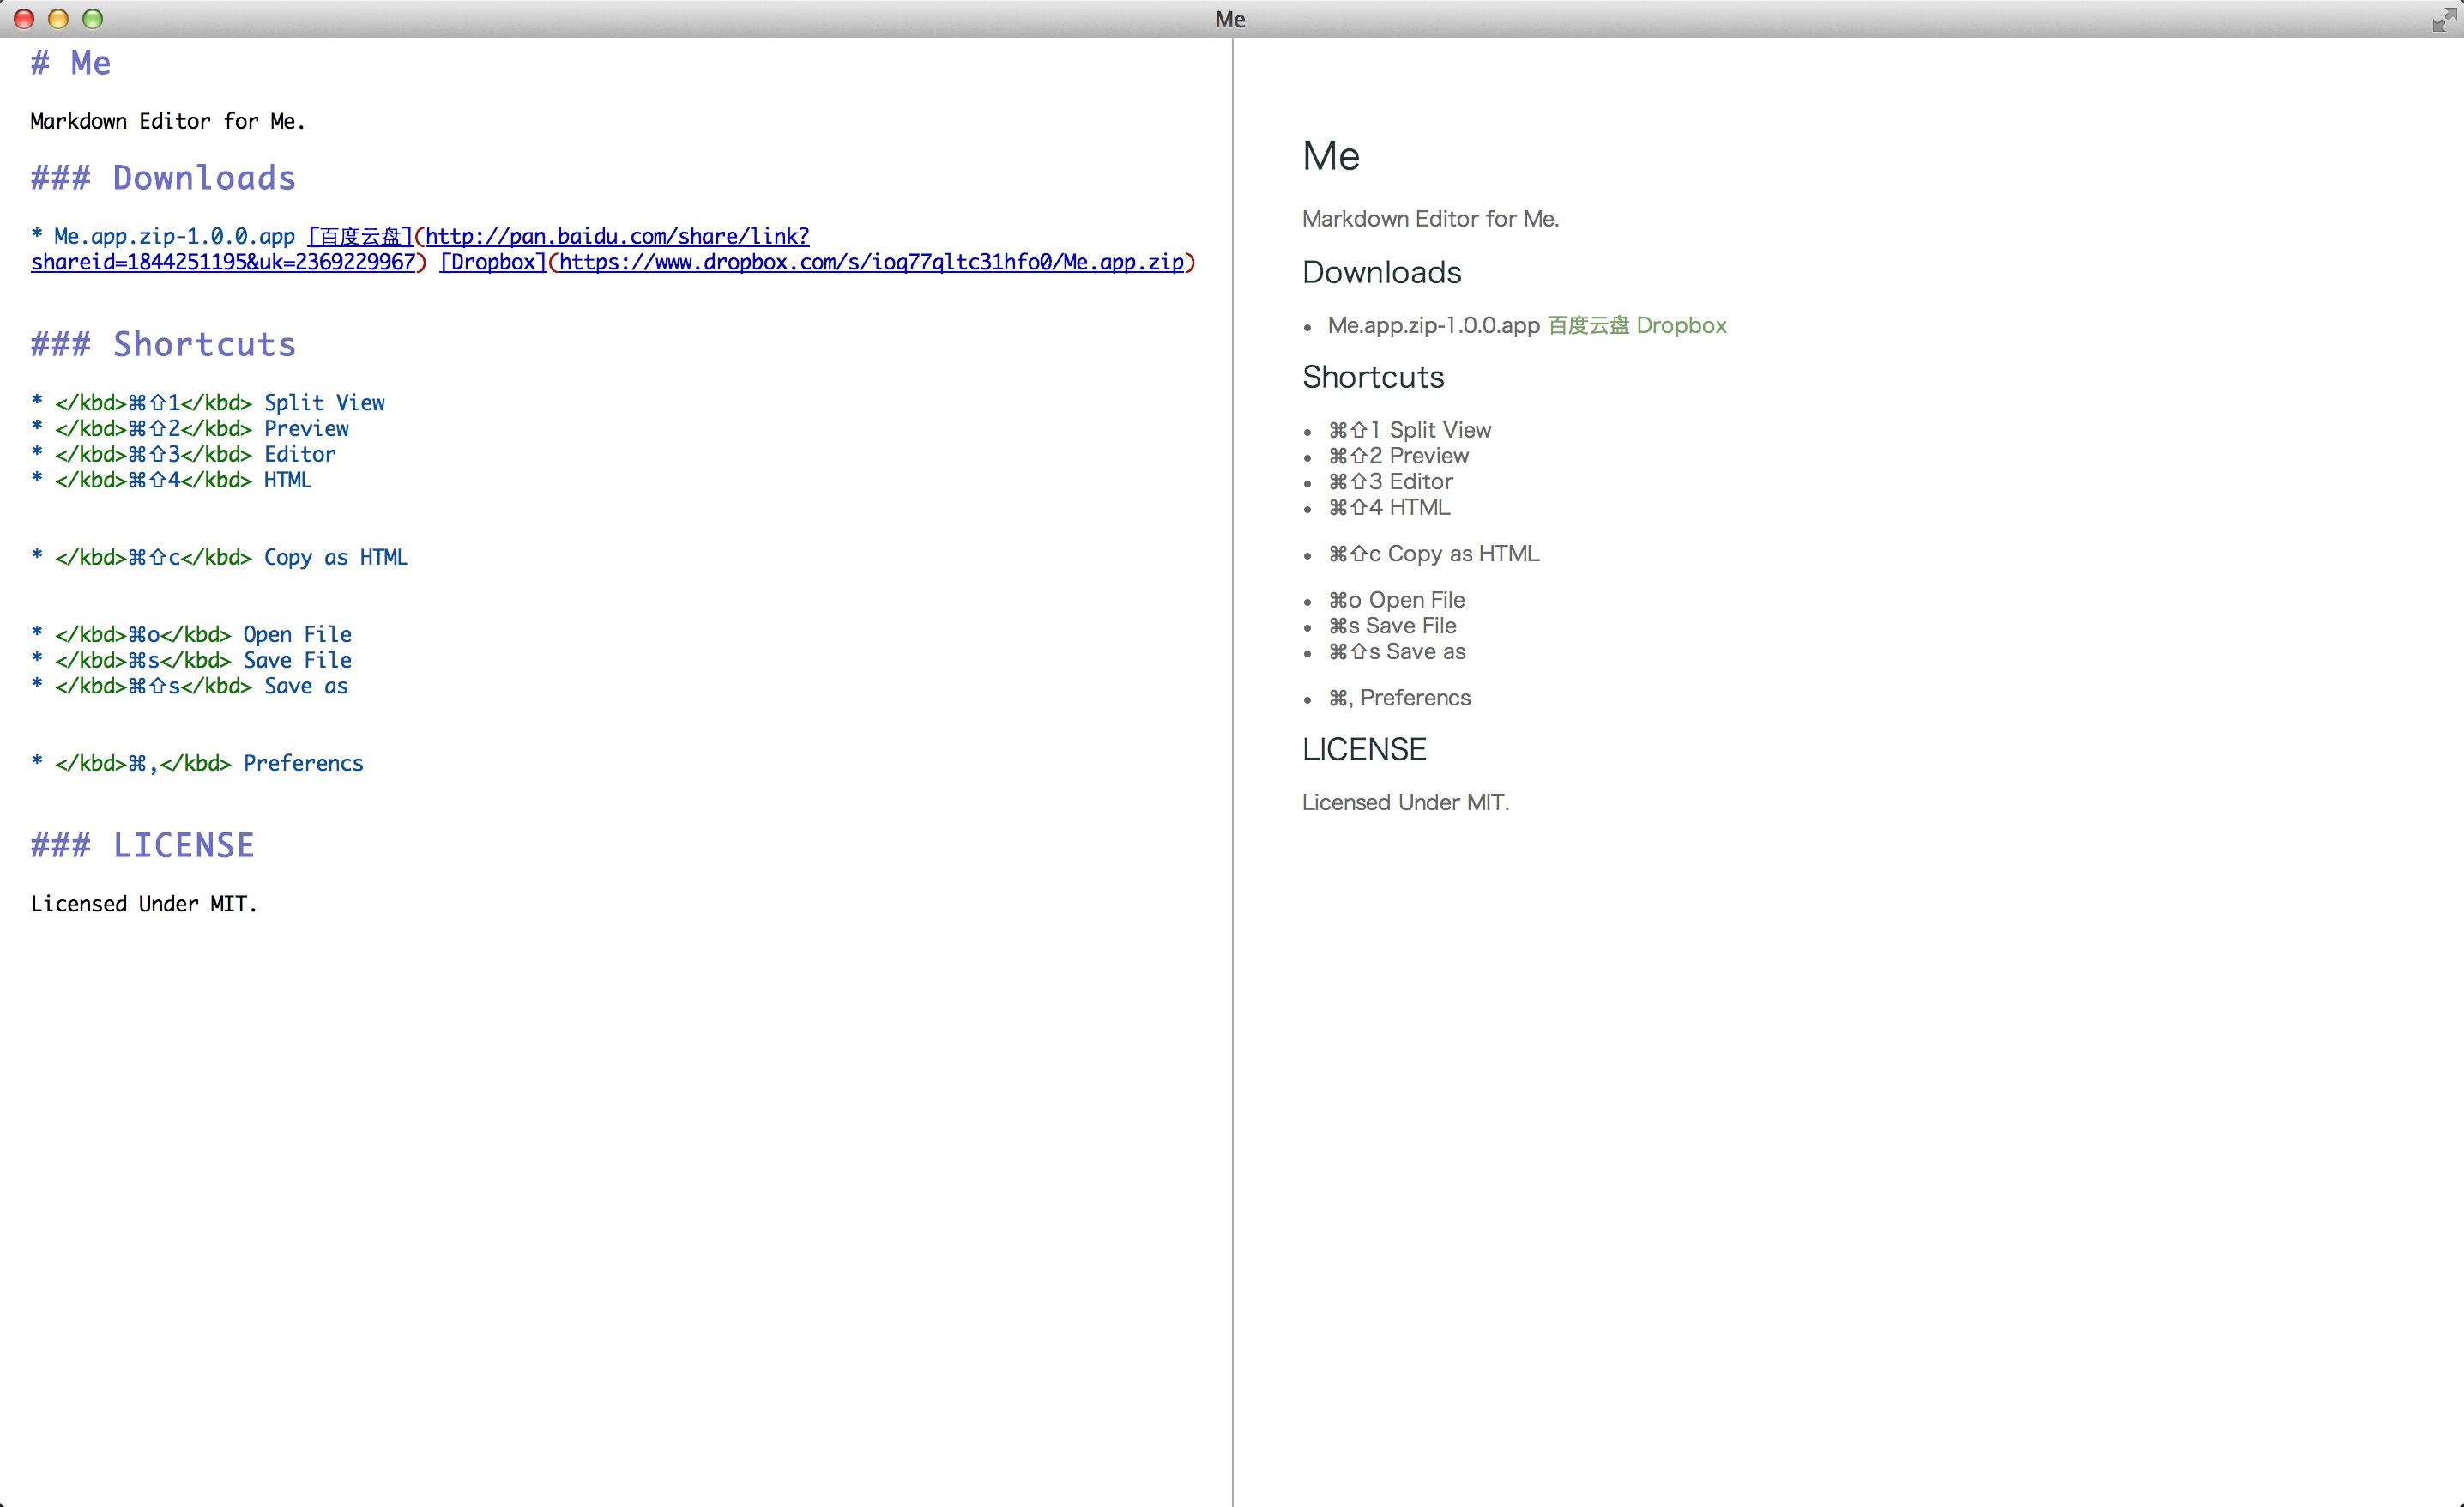 Me
# Me
Markdown Editor for Me.
### Downloads
* Me.app.zip-1.0.0.app [百度云盘](http://pan.baidu.com/share/link?
shareid=1844251195&uk=2369229967) [Dropbox](https://www.dropbox.com/s/ioq77qltc31hfo0/Me.app.zip)
### Shortcuts
* </kbd>⌘⇧1</kbd> Split View
* </kbd>⌘⇧2</kbd> Preview
* </kbd>⌘⇧3</kbd> Editor
* </kbd>⌘⇧4</kbd> HTML
* </kbd>⌘⇧c</kbd> Copy as HTML
* </kbd>⌘o</kbd> Open File
* </kbd>⌘s</kbd> Save File
* </kbd>⌘⇧s</kbd> Save as
* </kbd>⌘,</kbd> Preferencs
### LICENSE
Licensed Under MIT.
Me
Markdown Editor for Me.
Downloads
• Me.app.zip-1.0.0.app 百度云盘 Dropbox
Shortcuts
• ⌘⇧1 Split View
• ⌘⇧2 Preview
• ⌘⇧3 Editor
• ⌘⇧4 HTML
• ⌘⇧c Copy as HTML
• ⌘o Open File
• ⌘s Save File
• ⌘⇧s Save as
• ⌘, Preferencs
LICENSE
Licensed Under MIT.